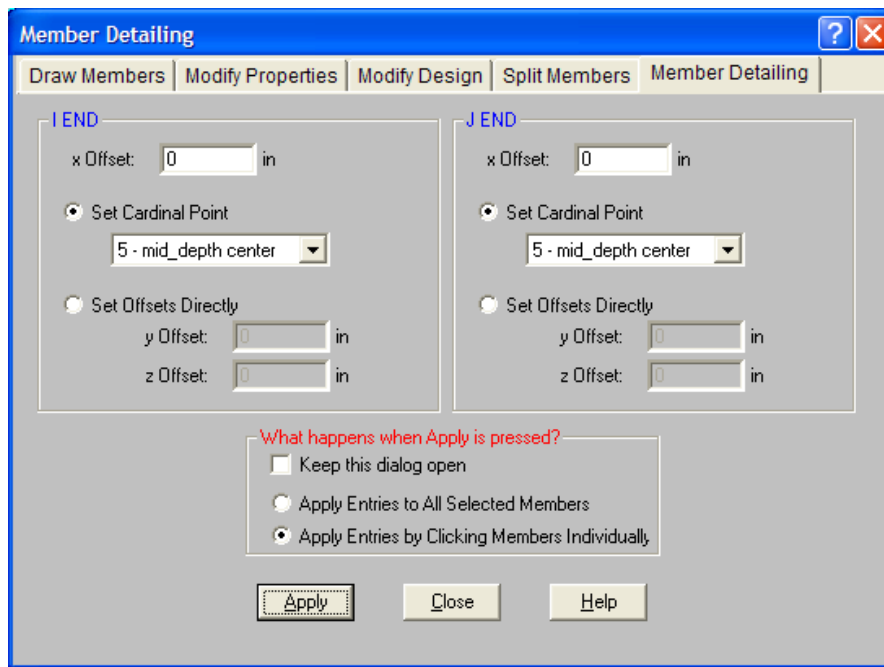 Member Detailing
Draw Members Modify Properties Modify Design Split Members Member Detailing
I END
x Offset: 0 in
Set Cardinal Point
5 - mid_depth center
Set Offsets Directly
y Offset: 0 in
z Offset: 0 in
J END
x Offset: 0 in
Set Cardinal Point
5 - mid_depth center
Set Offsets Directly
y Offset: 0 in
z Offset: 0 in
What happens when Apply is pressed?
Keep this dialog open
Apply Entries to All Selected Members
Apply Entries by Clicking Members Individually
Apply Close Help